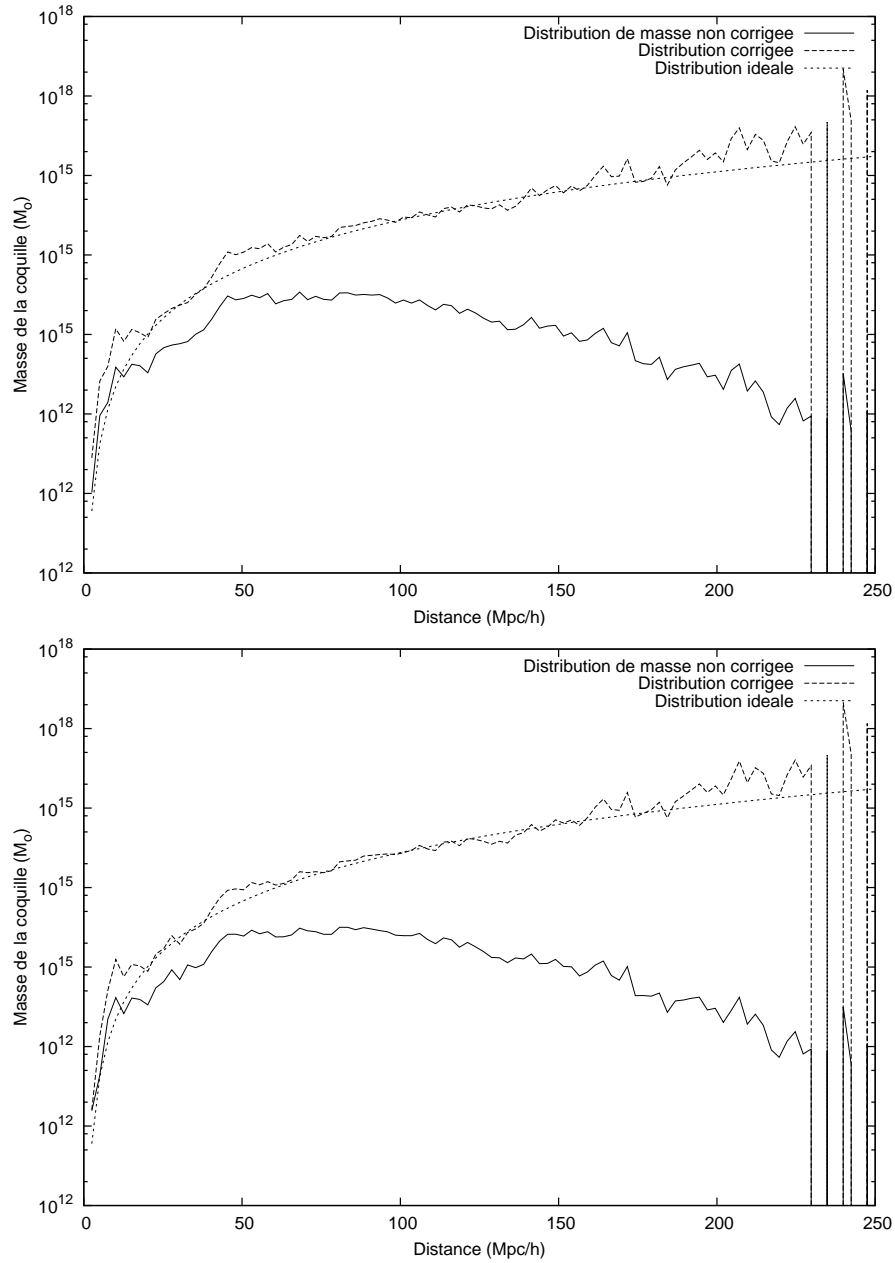 10^18
10^18
10^15
10^15
10^15
10^12
10^12
10^12
Masse de la coquille (M_o)
Distribution de masse non corrigee
Distribution corrigee
Distribution ideale
0 50 100 150 200 250
Distance (Mpc/h)
10^18
10^18
10^15
10^15
10^15
10^12
10^12
10^12
Masse de la coquille (M_o)
Distribution de masse non corrigee
Distribution corrigee
Distribution ideale
0 50 100 150 200 250
Distance (Mpc/h)